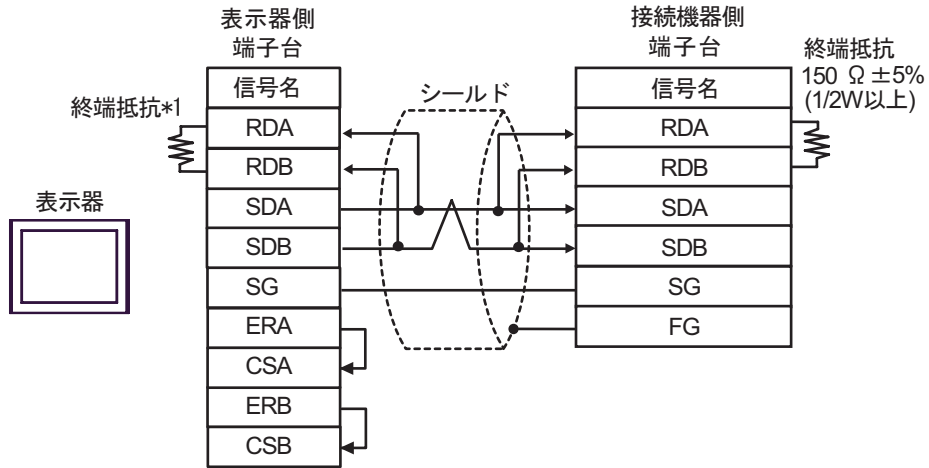 表示器側
端子台
信号名
RDA
RDB
SDA
SDB
SG
ERA
CSA
ERB
CSB
終端抵抗*1
表示器
シールド
接続機器側
端子台
信号名
RDA
RDB
SDA
SDB
SG
FG
終端抵抗
150 Ω ±5%
(1/2W以上)